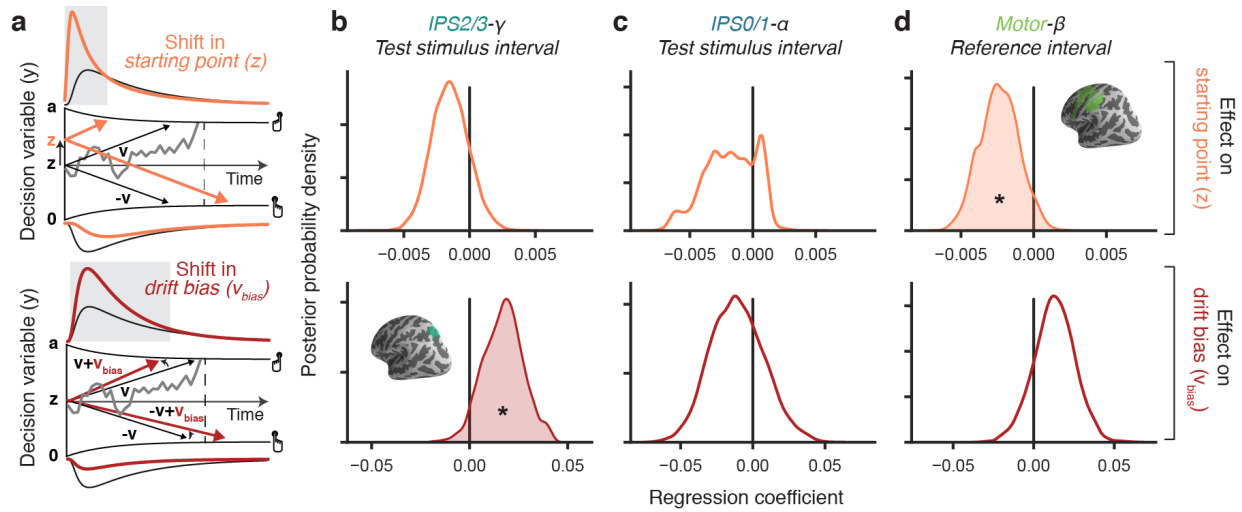 a
Shift in
starting point (z)
Decision variable (y)
a
z
z
0
v
-v
Time
Shift in
drift bias (vbias)
Decision variable (y)
a
z
0
v+vbias
v
-v+vbias
-v
Time
b
IPS2/3-γ
Test stimulus interval
c
IPS0/1-α
Test stimulus interval
d
Motor-β
Reference interval
Posterior probability density
−0.005 0.000 0.005
−0.005 0.000 0.005
*
−0.005 0.000 0.005
Effect on
starting point (z)
*
−0.05 0.00 0.05
−0.05 0.00 0.05
−0.05 0.00 0.05
Effect on
drift bias (vbias)
Regression coefficient